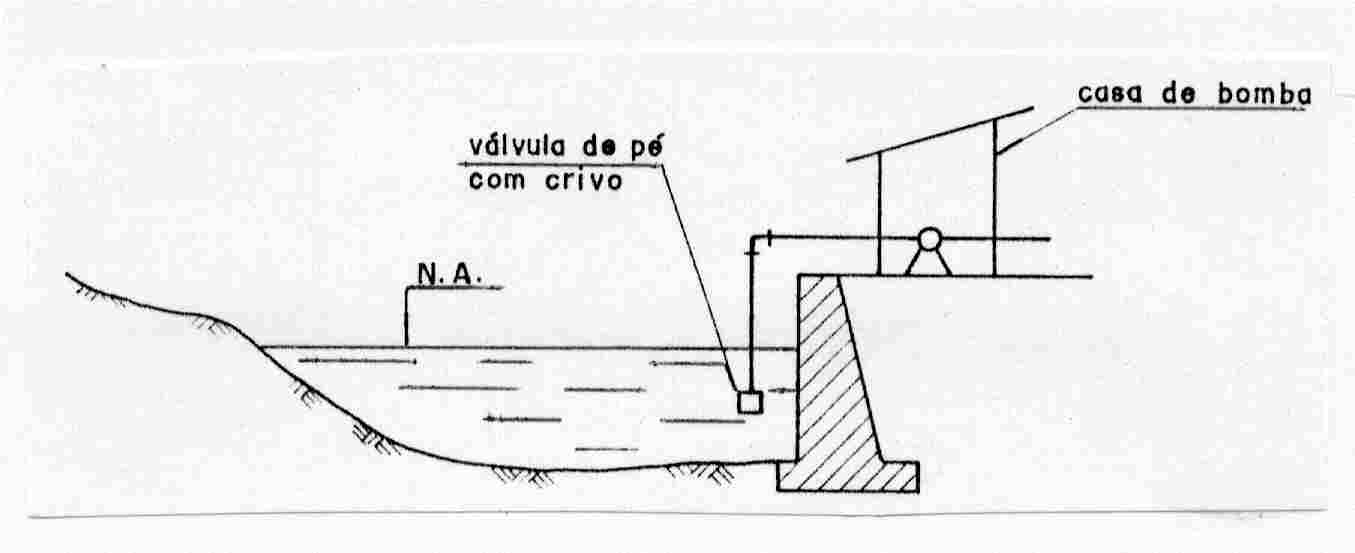 casa de bomba
válvula de pé
com crivo
N.A.